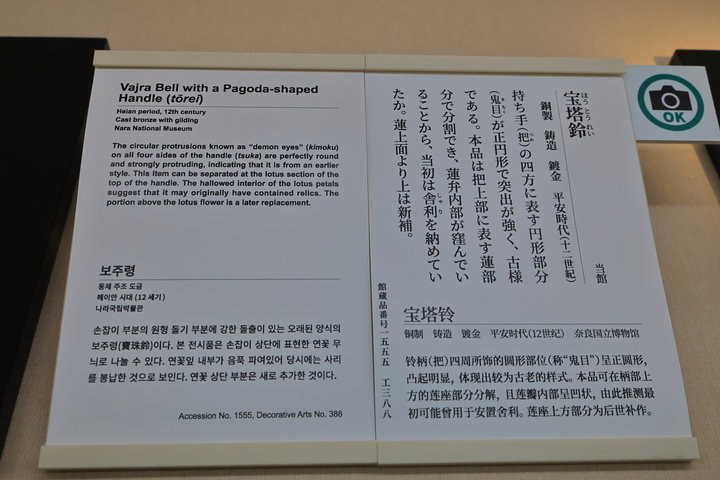 Vajra Bell with a Pagoda-shaped
Handle (tōrei)
Heian period, 12th century
Cast bronze with gilding
Nara National Museum
The circular protrusions known as "demon eyes" (kimoku)
on all four sides of the handle (tsuka) are perfectly round
and strongly protruding, indicating that it is from an earlier
style. This item can be separated at the lotus section of the
top of the handle. The hallowed interior of the lotus petals
suggest that it may originally have contained relics. The
portion above the lotus flower is a later replacement.
보주령
동제 주조 도금
헤이안 시대 (12 세기)
나라국립박물관
손잡이 부분의 원형 돌기 부분에 강한 돌출이 있는 오래된 양식의
보주령(寶珠鈴)이다. 본 전시품은 손잡이 상단에 표현한 연꽃 무
늬로 나눌 수 있다. 연꽃잎 내부가 음푹 파여있어 당시에는 사리
를 봉납한 것으로 보인다. 연꽃 상단 부분은 새로 추가한 것이다.
Accession No. 1555, Decorative Arts No. 388
宝塔鈴
ほう とう れい
銅製 鋳造 鍍金 平安時代(十二世紀)
当館
持ち手(把)の四方に表す円形部分
つか
(鬼目)が正円形で突出が強く、古様
きもく
である。本品は把上部に表す蓮部
分で分割でき、蓮弁内部が窪んでい
ることから、当初は舎利を納めてい
しゃり
たか。蓮上面より上は新補。
館蔵品番号一五五五 工三八八
宝塔铃
铜制 铸造 镀金 平安时代(12世纪) 奈良国立博物馆
铃柄(把)四周所饰的圆形部位(称"鬼目")呈正圆形,
凸起明显,体现出较为古老的样式。本品可在柄部上
方的莲座部分分解,且莲瓣内部呈凹状,由此推测最
初可能曾用于安置舍利。莲座上方部分为后世补作。
OK